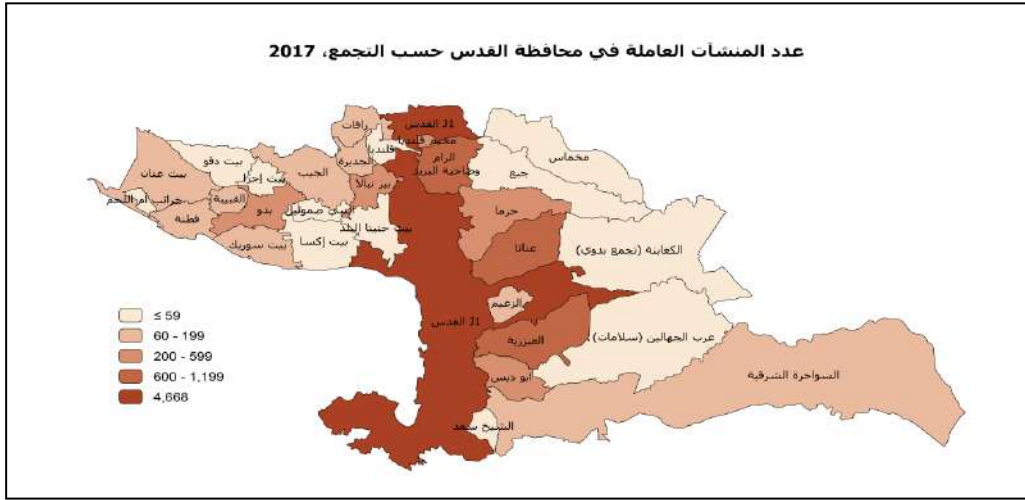 عدد المنشآت العاملة في محافظة القدس حسب التجمع، 2017
القدس J1
رافات
مخيم قلنديا
قلنديا
مخماس
الرام
وضاحية البريد
جبع
بيت دقو
الجديرة
بيت عنان
بيت إجزا
الجيب
بير نبالا
خرائب أم اللحم
القبيبة
النبي صموئيل
حزما
قطنة
بدو
بيت حنينا البلد
بيت سوريك
بيت إكسا
عناتا
الكعابنة (تجمع بدوي)
الزعيم
≤ 59
القدس J1
60 - 199
العيزرية
عرب الجهالين (سلامات)
200 - 599
600 - 1,199
أبو ديس
السواحرة الشرقية
4,668
الشيخ سعد